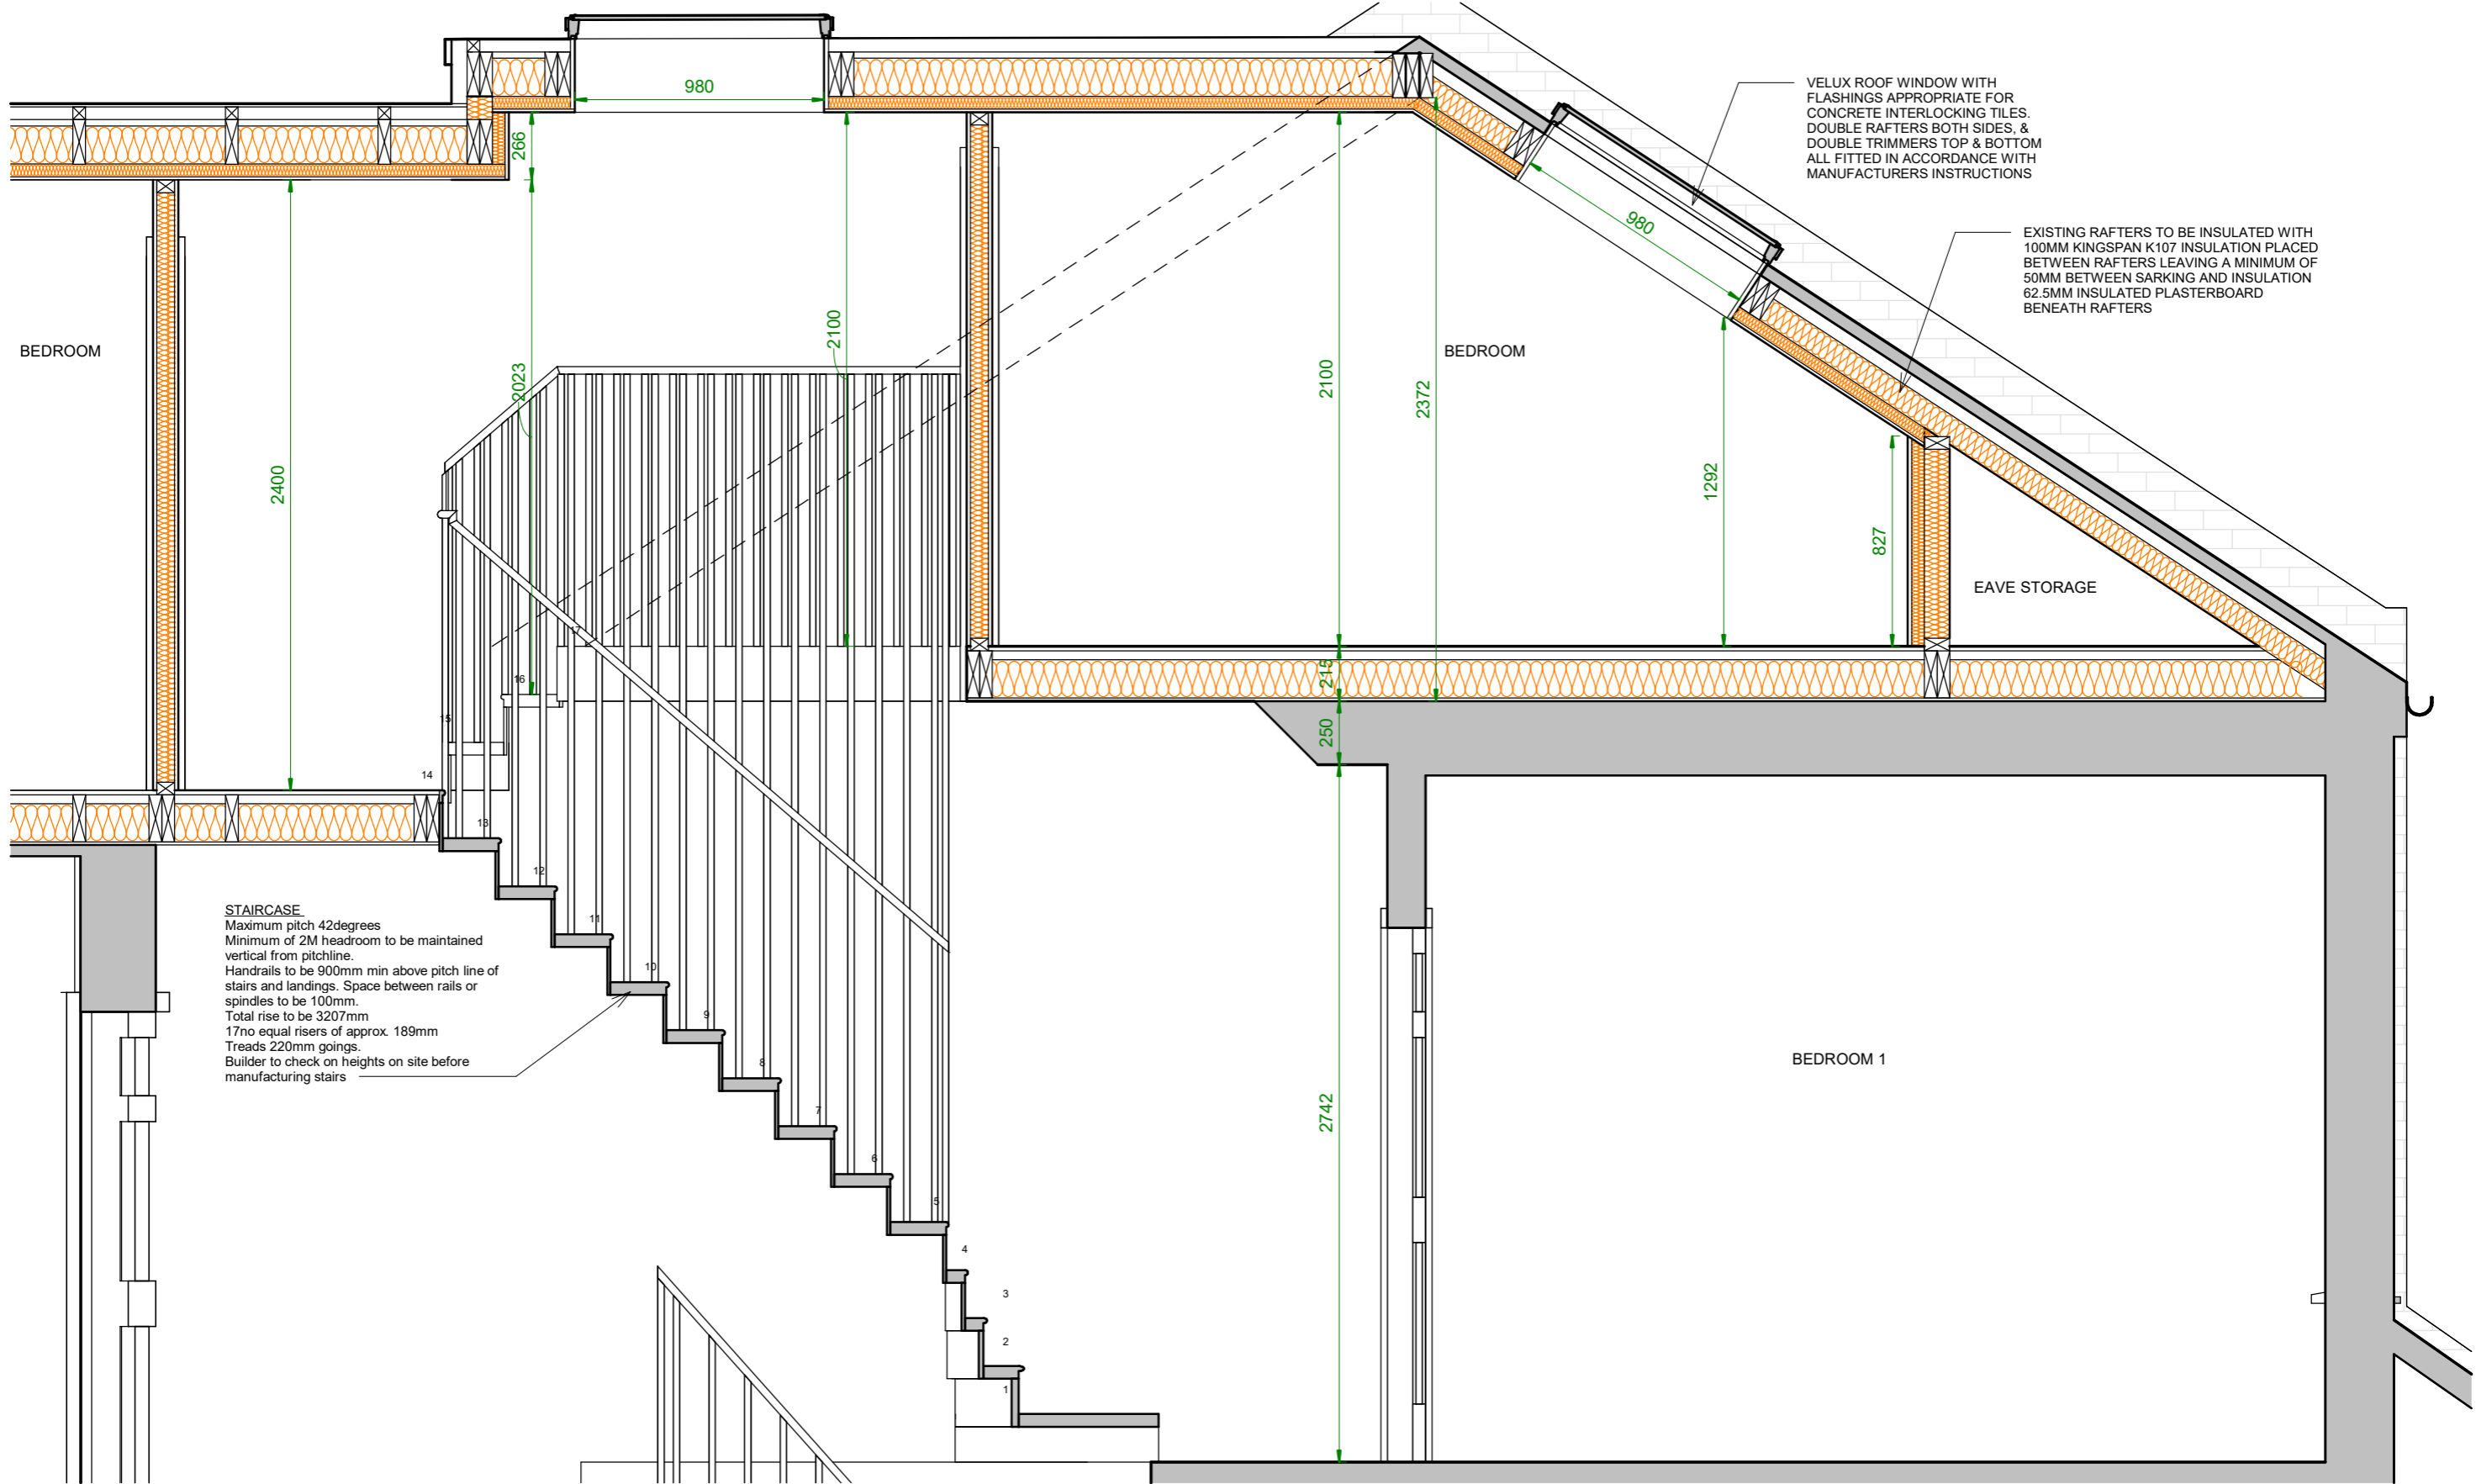 980
VELUX ROOF WINDOW WITH
FLASHINGS APPROPRIATE FOR
CONCRETE INTERLOCKING TILES.
DOUBLE RAFTERS BOTH SIDES, &
DOUBLE TRIMMERS TOP & BOTTOM
ALL FITTED IN ACCORDANCE WITH
MANUFACTURERS INSTRUCTIONS
266
980
EXISTING RAFTERS TO BE INSULATED WITH
100MM KINGSPAN K107 INSULATION PLACED
BETWEEN RAFTERS LEAVING A MINIMUM OF
50MM BETWEEN SARKING AND INSULATION
62.5MM INSULATED PLASTERBOARD
BENEATH RAFTERS
BEDROOM
2023
2100
2100
2372
BEDROOM
2400
1292
827
EAVE STORAGE
17
16
15
14
13
12
11
10
9
8
7
6
5
4
3
2
1
215
250
2742
STAIRCASE
Maximum pitch 42degrees
Minimum of 2M headroom to be maintained
vertical from pitchline.
Handrails to be 900mm min above pitch line of
stairs and landings. Space between rails or
spindles to be 100mm.
Total rise to be 3207mm
17no equal risers of approx. 189mm
Treads 220mm goings.
Builder to check on heights on site before
manufacturing stairs
BEDROOM 1